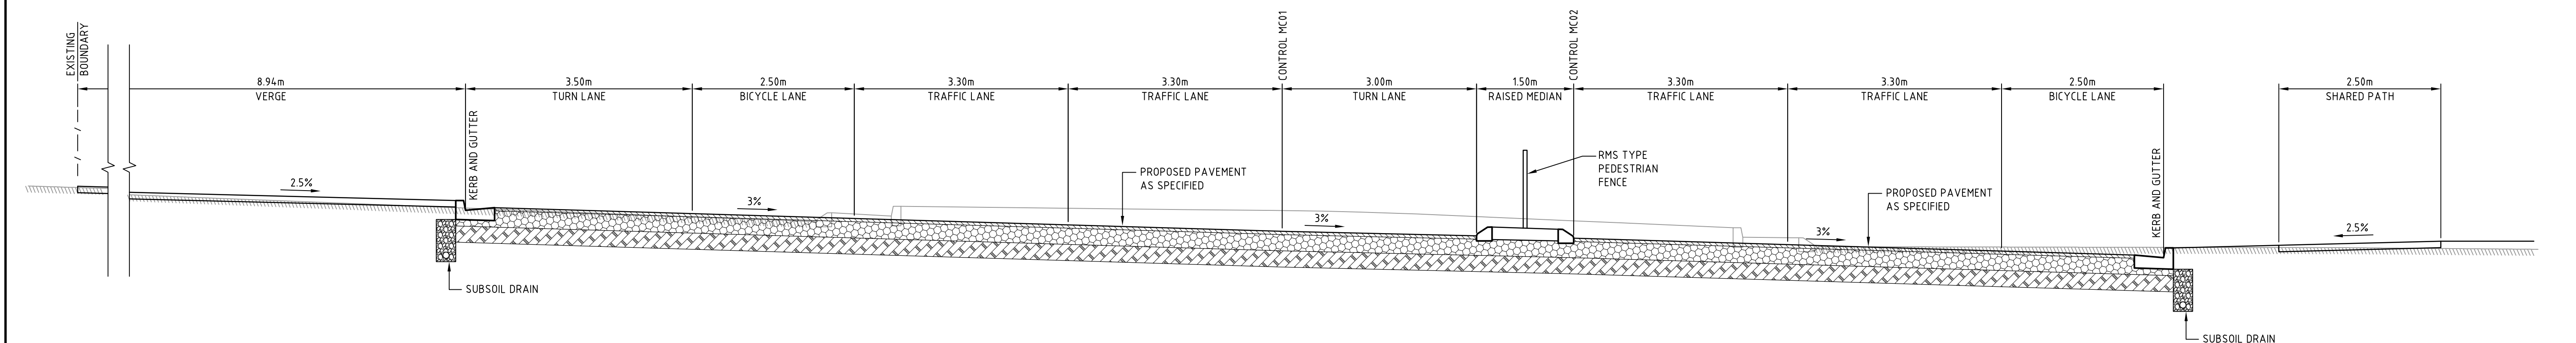 EXISTING
BOUNDARY
CONTROL MC01
CONTROL MC02
8.94m
VERGE
3.50m
TURN LANE
2.50m
BICYCLE LANE
3.30m
TRAFFIC LANE
3.30m
TRAFFIC LANE
3.00m
TURN LANE
1.50m
RAISED MEDIAN
3.30m
TRAFFIC LANE
3.30m
TRAFFIC LANE
2.50m
BICYCLE LANE
2.50m
SHARED PATH
KERB AND GUTTER
2.5%
3%
PROPOSED PAVEMENT
AS SPECIFIED
3%
RMS TYPE
PEDESTRIAN
FENCE
3%
PROPOSED PAVEMENT
AS SPECIFIED
KERB AND GUTTER
2.5%
SUBSOIL DRAIN
SUBSOIL DRAIN